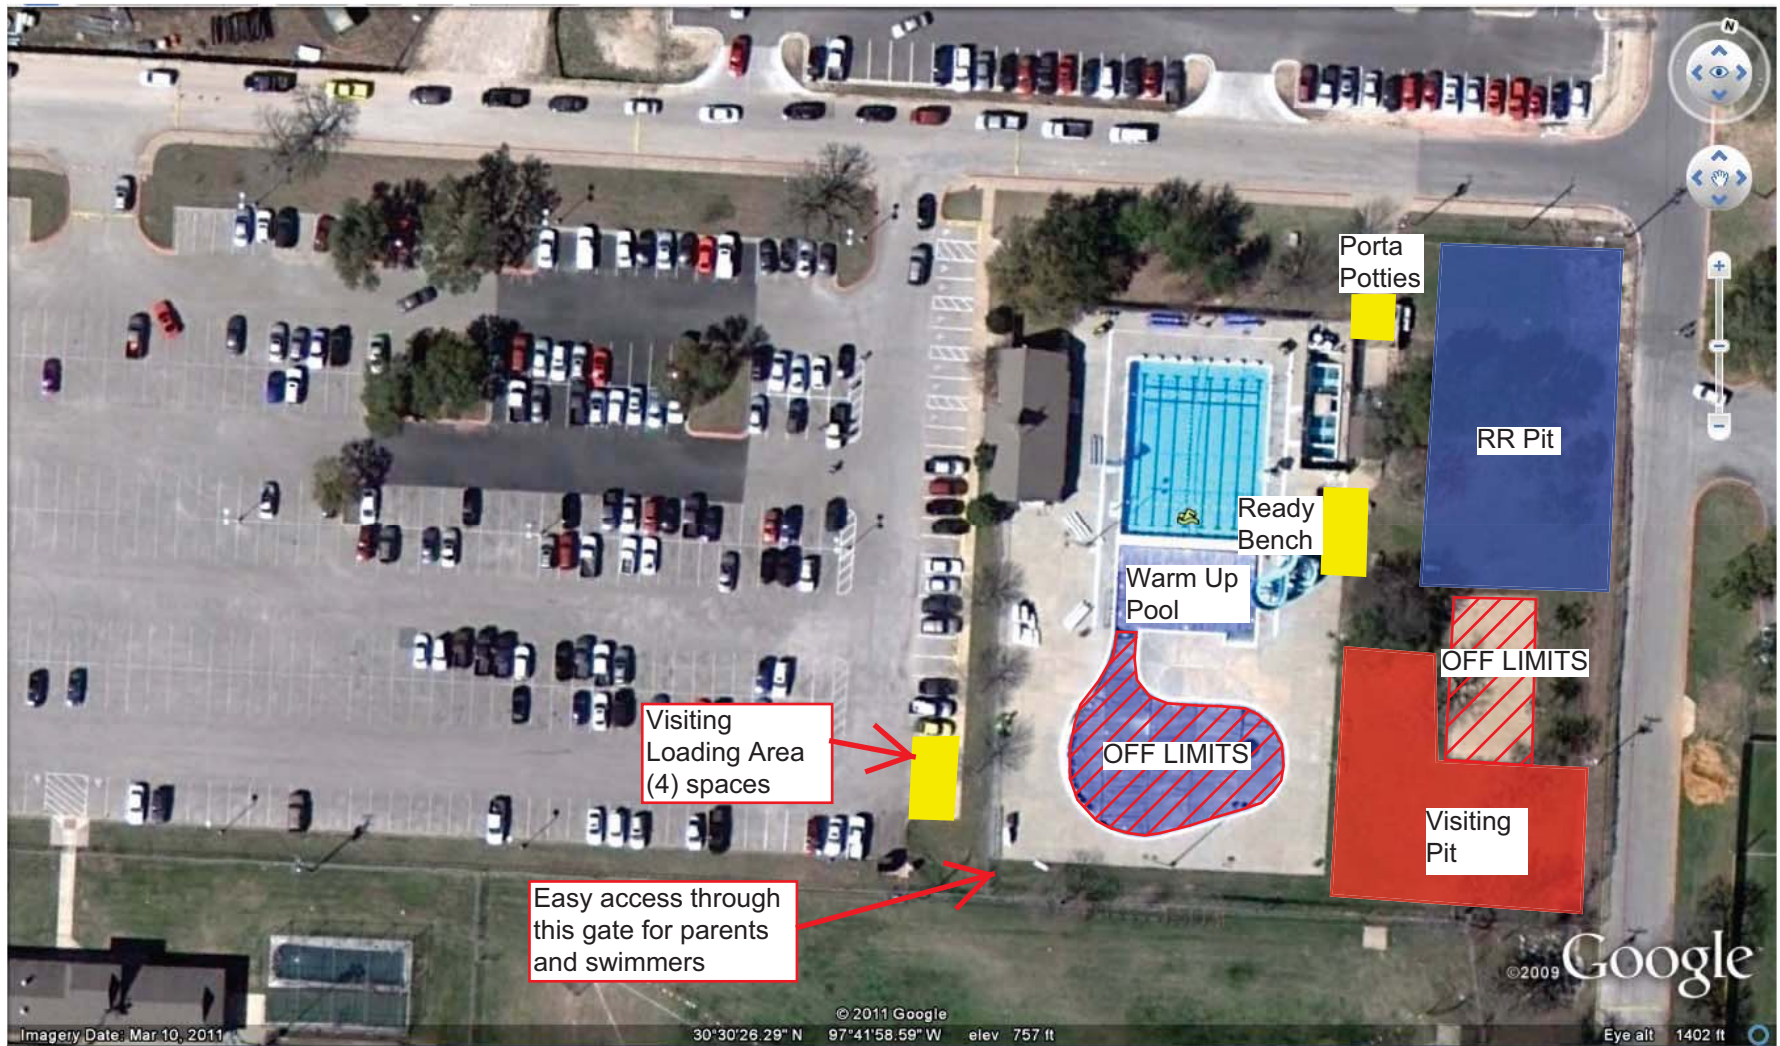 N
Porta
Potties
RR Pit
Ready
Bench
Warm Up
Pool
OFF LIMITS
Visiting
Loading Area
(4) spaces
OFF LIMITS
Visiting
Pit
Easy access through
this gate for parents
and swimmers
©2009 Google
© 2011 Google
Imagery Date: Mar 10, 2011
30°30'26.29" N 97°41'58.59" W elev 757 ft
Eye alt 1402 ft